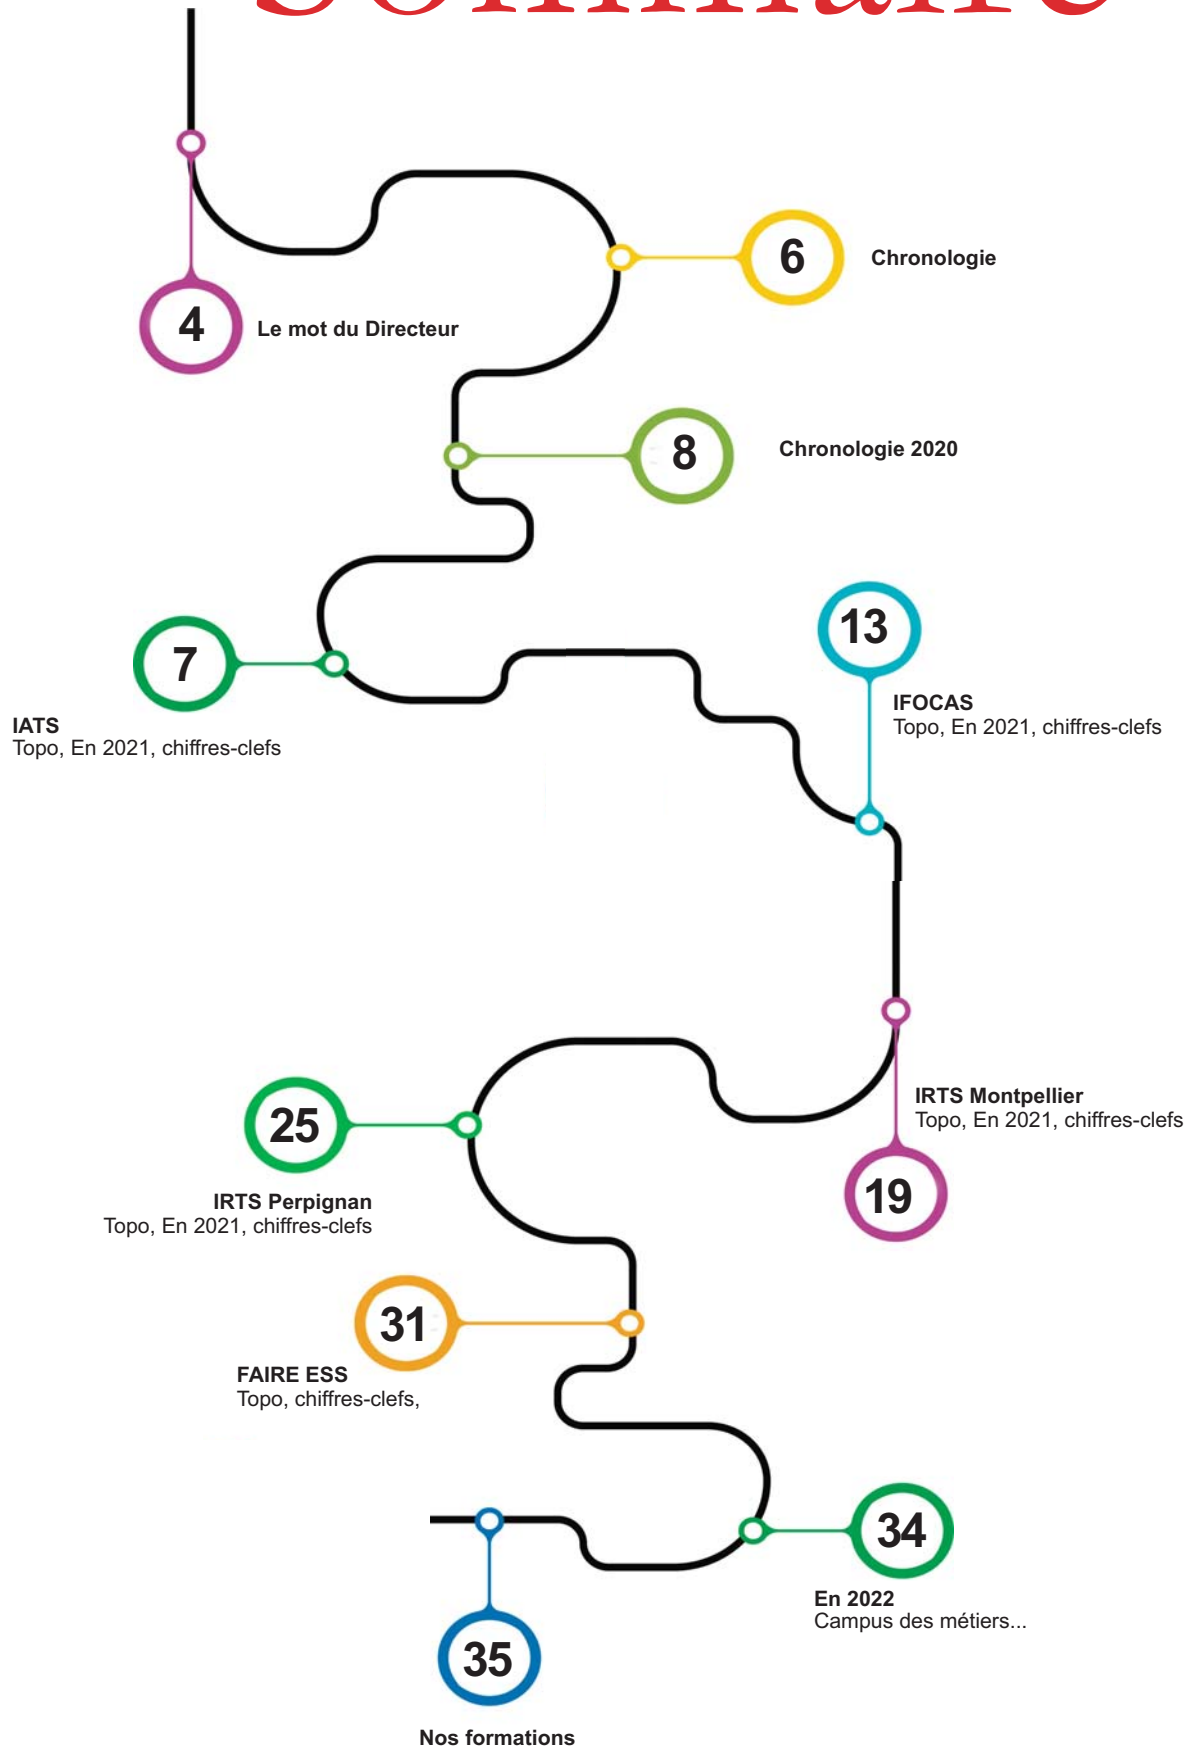 Sommaire
6
Chronologie
4
Le mot du Directeur
8
Chronologie 2020
7
IATS
Topo, En 2021, chiffres-clefs
13
IFOCAS
Topo, En 2021, chiffres-clefs
IRTS Montpellier
Topo, En 2021, chiffres-clefs
19
25
IRTS Perpignan
Topo, En 2021, chiffres-clefs
31
FAIRE ESS
Topo, chiffres-clefs,
34
En 2022
Campus des métiers...
35
Nos formations